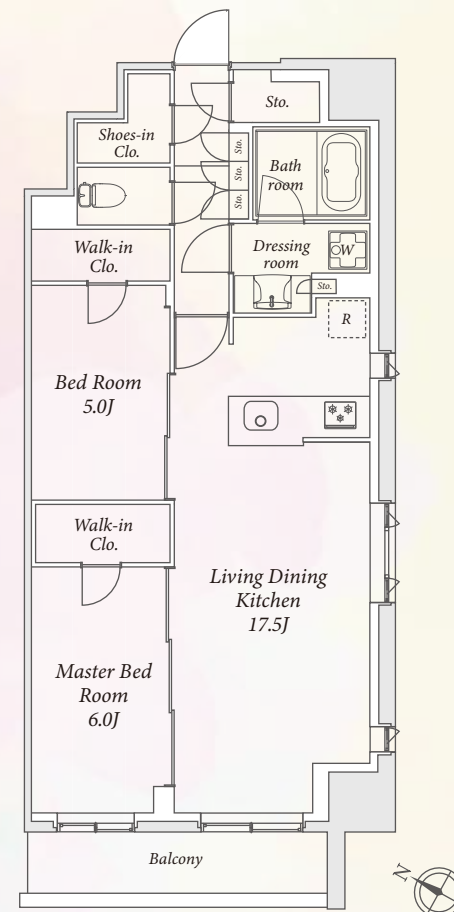 Sto.
Shoes-in
Clo.
Sto.
Sto.
Sto.
Bath
room
Walk-in
Clo.
Dressing
room
W
Sto.
R
Bed Room
5.0J
Walk-in
Clo.
Living Dining
Kitchen
17.5J
Master Bed
Room
6.0J
Balcony
N